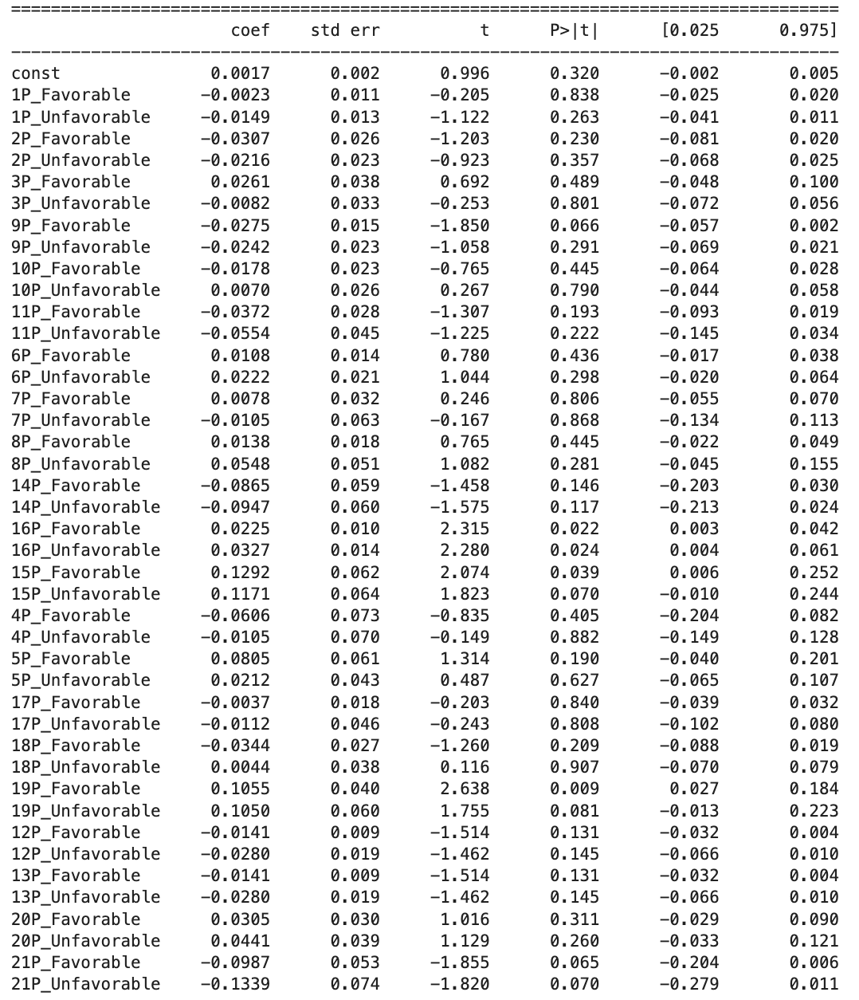 ==============================================================================
coef std err t P>|t| [0.025 0.975]
------------------------------------------------------------------------------
const 0.0017 0.002 0.996 0.320 -0.002 0.005
1P_Favorable -0.0023 0.011 -0.205 0.838 -0.025 0.020
1P_Unfavorable -0.0149 0.013 -1.122 0.263 -0.041 0.011
2P_Favorable -0.0307 0.026 -1.203 0.230 -0.081 0.020
2P_Unfavorable -0.0216 0.023 -0.923 0.357 -0.068 0.025
3P_Favorable 0.0261 0.038 0.692 0.489 -0.048 0.100
3P_Unfavorable -0.0082 0.033 -0.253 0.801 -0.072 0.056
9P_Favorable -0.0275 0.015 -1.850 0.066 -0.057 0.002
9P_Unfavorable -0.0242 0.023 -1.058 0.291 -0.069 0.021
10P_Favorable -0.0178 0.023 -0.765 0.445 -0.064 0.028
10P_Unfavorable 0.0070 0.026 0.267 0.790 -0.044 0.058
11P_Favorable -0.0372 0.028 -1.307 0.193 -0.093 0.019
11P_Unfavorable -0.0554 0.045 -1.225 0.222 -0.145 0.034
6P_Favorable 0.0108 0.014 0.780 0.436 -0.017 0.038
6P_Unfavorable 0.0222 0.021 1.044 0.298 -0.020 0.064
7P_Favorable 0.0078 0.032 0.246 0.806 -0.055 0.070
7P_Unfavorable -0.0105 0.063 -0.167 0.868 -0.134 0.113
8P_Favorable 0.0138 0.018 0.765 0.445 -0.022 0.049
8P_Unfavorable 0.0548 0.051 1.082 0.281 -0.045 0.155
14P_Favorable -0.0865 0.059 -1.458 0.146 -0.203 0.030
14P_Unfavorable -0.0947 0.060 -1.575 0.117 -0.213 0.024
16P_Favorable 0.0225 0.010 2.315 0.022 0.003 0.042
16P_Unfavorable 0.0327 0.014 2.280 0.024 0.004 0.061
15P_Favorable 0.1292 0.062 2.074 0.039 0.006 0.252
15P_Unfavorable 0.1171 0.064 1.823 0.070 -0.010 0.244
4P_Favorable -0.0606 0.073 -0.835 0.405 -0.204 0.082
4P_Unfavorable -0.0105 0.070 -0.149 0.882 -0.149 0.128
5P_Favorable 0.0805 0.061 1.314 0.190 -0.040 0.201
5P_Unfavorable 0.0212 0.043 0.487 0.627 -0.065 0.107
17P_Favorable -0.0037 0.018 -0.203 0.840 -0.039 0.032
17P_Unfavorable -0.0112 0.046 -0.243 0.808 -0.102 0.080
18P_Favorable -0.0344 0.027 -1.260 0.209 -0.088 0.019
18P_Unfavorable 0.0044 0.038 0.116 0.907 -0.070 0.079
19P_Favorable 0.1055 0.040 2.638 0.009 0.027 0.184
19P_Unfavorable 0.1050 0.060 1.755 0.081 -0.013 0.223
12P_Favorable -0.0141 0.009 -1.514 0.131 -0.032 0.004
12P_Unfavorable -0.0280 0.019 -1.462 0.145 -0.066 0.010
13P_Favorable -0.0141 0.009 -1.514 0.131 -0.032 0.004
13P_Unfavorable -0.0280 0.019 -1.462 0.145 -0.066 0.010
20P_Favorable 0.0305 0.030 1.016 0.311 -0.029 0.090
20P_Unfavorable 0.0441 0.039 1.129 0.260 -0.033 0.121
21P_Favorable -0.0987 0.053 -1.855 0.065 -0.204 0.006
21P_Unfavorable -0.1339 0.074 -1.820 0.070 -0.279 0.011